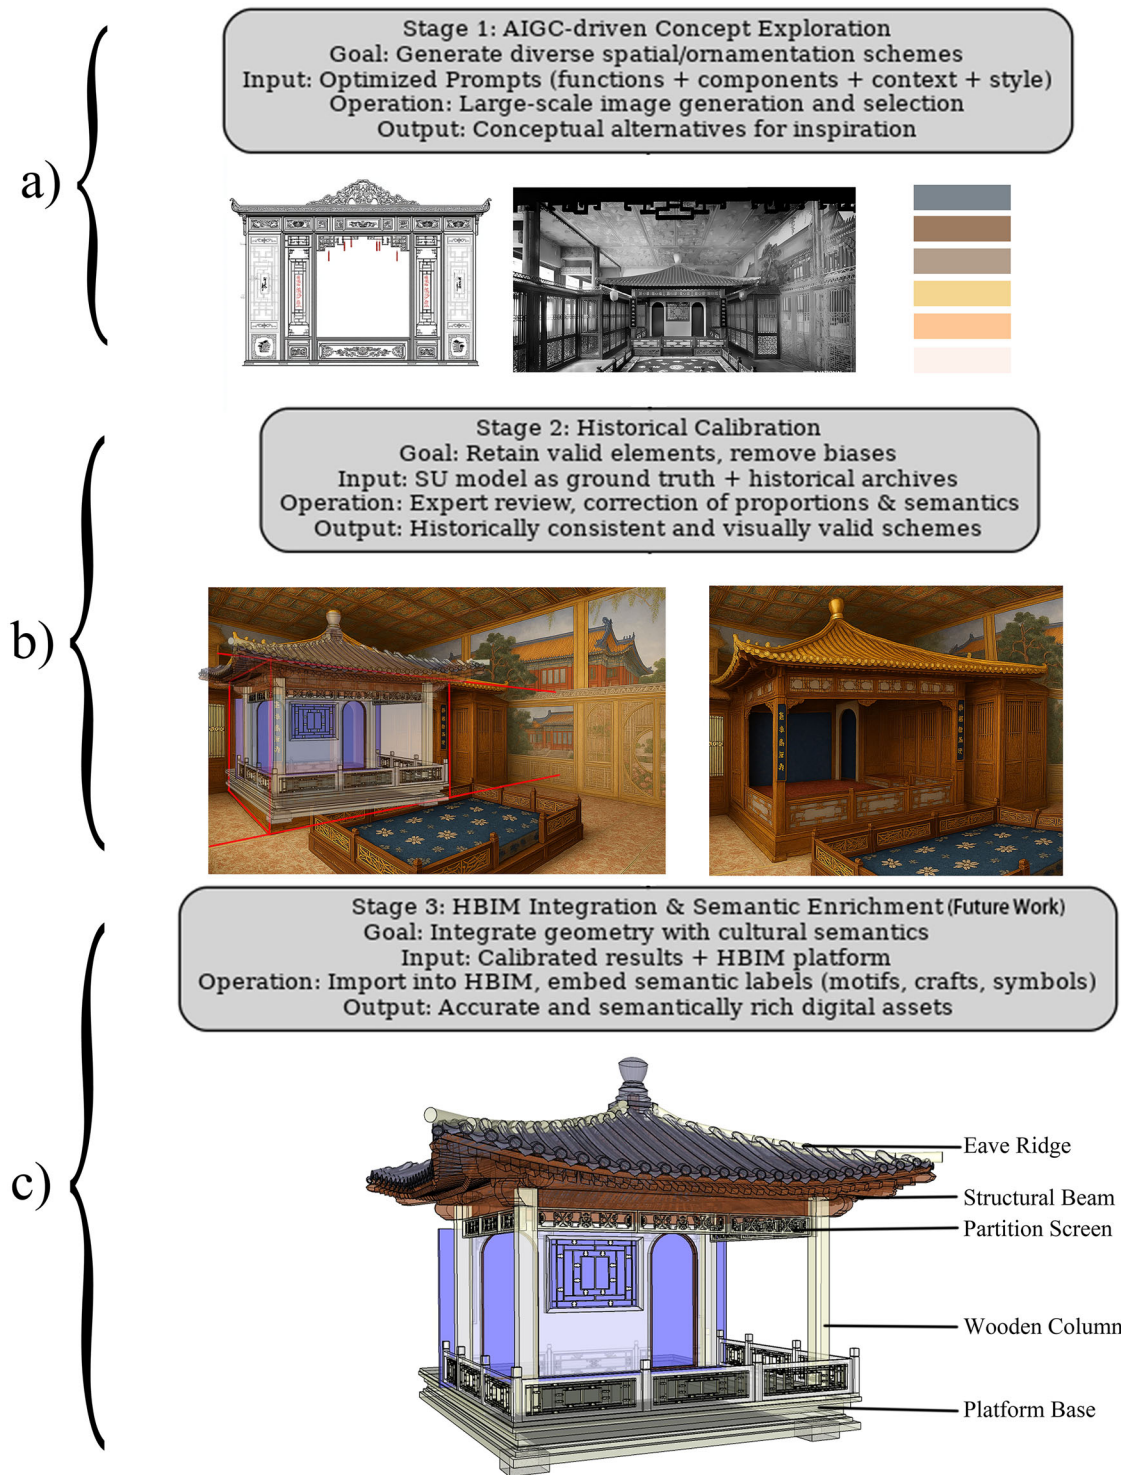 a)
Stage 1: AIGC-driven Concept Exploration
Goal: Generate diverse spatial/ornamentation schemes
Input: Optimized Prompts (functions + components + context + style)
Operation: Large-scale image generation and selection
Output: Conceptual alternatives for inspiration
b)
Stage 2: Historical Calibration
Goal: Retain valid elements, remove biases
Input: SU model as ground truth + historical archives
Operation: Expert review, correction of proportions & semantics
Output: Historically consistent and visually valid schemes
c)
Stage 3: HBIM Integration & Semantic Enrichment (Future Work)
Goal: Integrate geometry with cultural semantics
Input: Calibrated results + HBIM platform
Operation: Import into HBIM, embed semantic labels (motifs, crafts, symbols)
Output: Accurate and semantically rich digital assets
Eave Ridge
Structural Beam
Partition Screen
Wooden Column
Platform Base